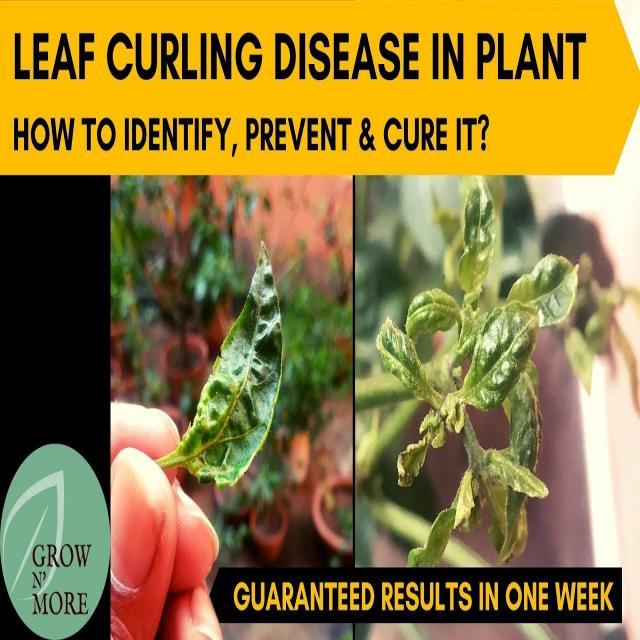 LEAF CURLING DISEASE IN PLANT
HOW TO IDENTIFY, PREVENT & CURE IT?
GROW
N'
MORE
GUARANTEED RESULTS IN ONE WEEK